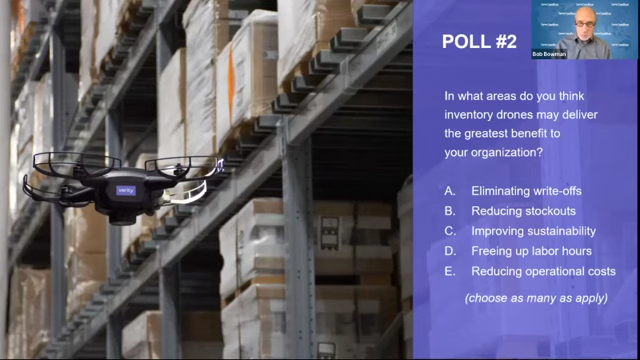 POLL #2
Bob Bowman
In what areas do you think
inventory drones may deliver
the greatest benefit to
your organization?
A. Eliminating write-offs
B. Reducing stockouts
C. Improving sustainability
D. Freeing up labor hours
E. Reducing operational costs
(choose as many as apply)
verity